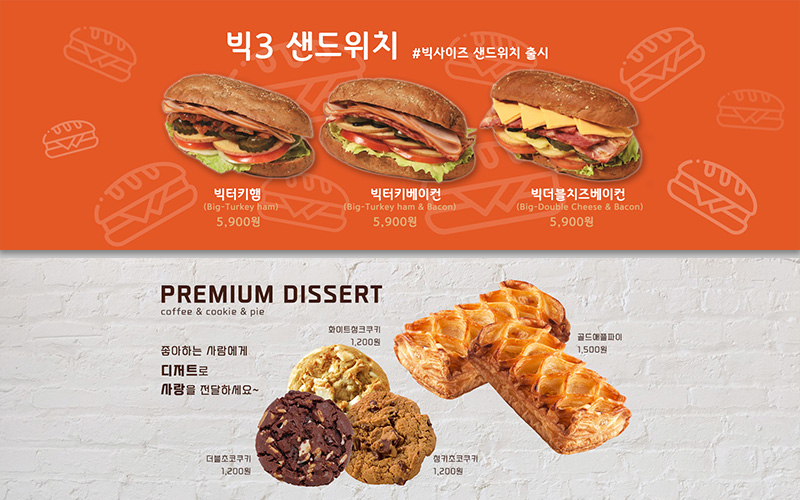 빅3 샌드위치 #빅사이즈 샌드위치 출시
빅터키햄
(Big-Turkey ham)
5,900원
빅터키베이컨
(Big-Turkey ham & Bacon)
5,900원
빅더블치즈베이컨
(Big-Double Cheese & Bacon)
5,900원
PREMIUM DISSERT
coffee & cookie & pie
좋아하는 사람에게
디저트로
사랑을 전달하세요~
화이트청크쿠키
1,200원
골드애플파이
1,500원
더블초코쿠키
1,200원
청키초코쿠키
1,200원